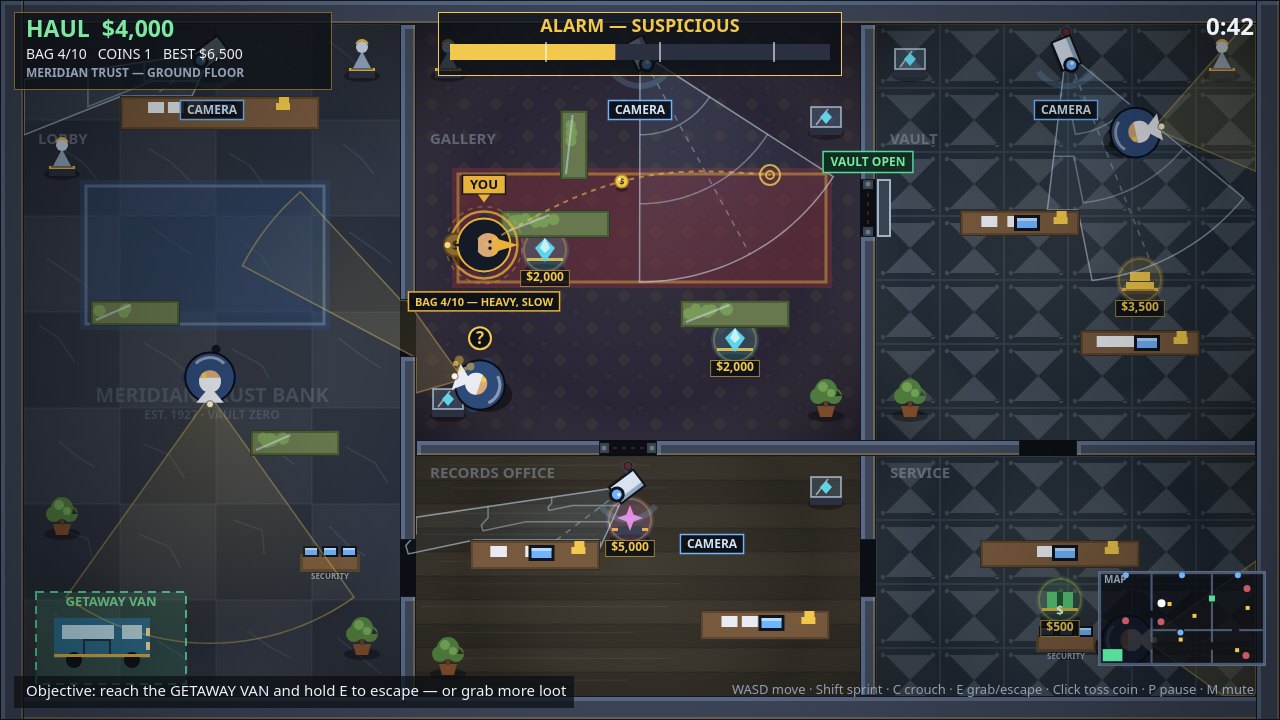 HAUL $4,000
BAG 4/10 COINS 1 BEST $6,500
MERIDIAN TRUST — GROUND FLOOR
ALARM — SUSPICIOUS
0:42
CAMERA
CAMERA
CAMERA
LOBBY
GALLERY
VAULT
VAULT OPEN
YOU
$
$2,000
BAG 4/10 — HEAVY, SLOW
$3,500
?
$2,000
MERIDIAN TRUST BANK
EST. 1927 · VAULT ZERO
RECORDS OFFICE
SERVICE
$5,000
CAMERA
SECURITY
GETAWAY VAN
MAP
$
$500
SECURITY
Objective: reach the GETAWAY VAN and hold E to escape — or grab more loot
WASD move · Shift sprint · C crouch · E grab/escape · Click toss coin · P pause · M mute